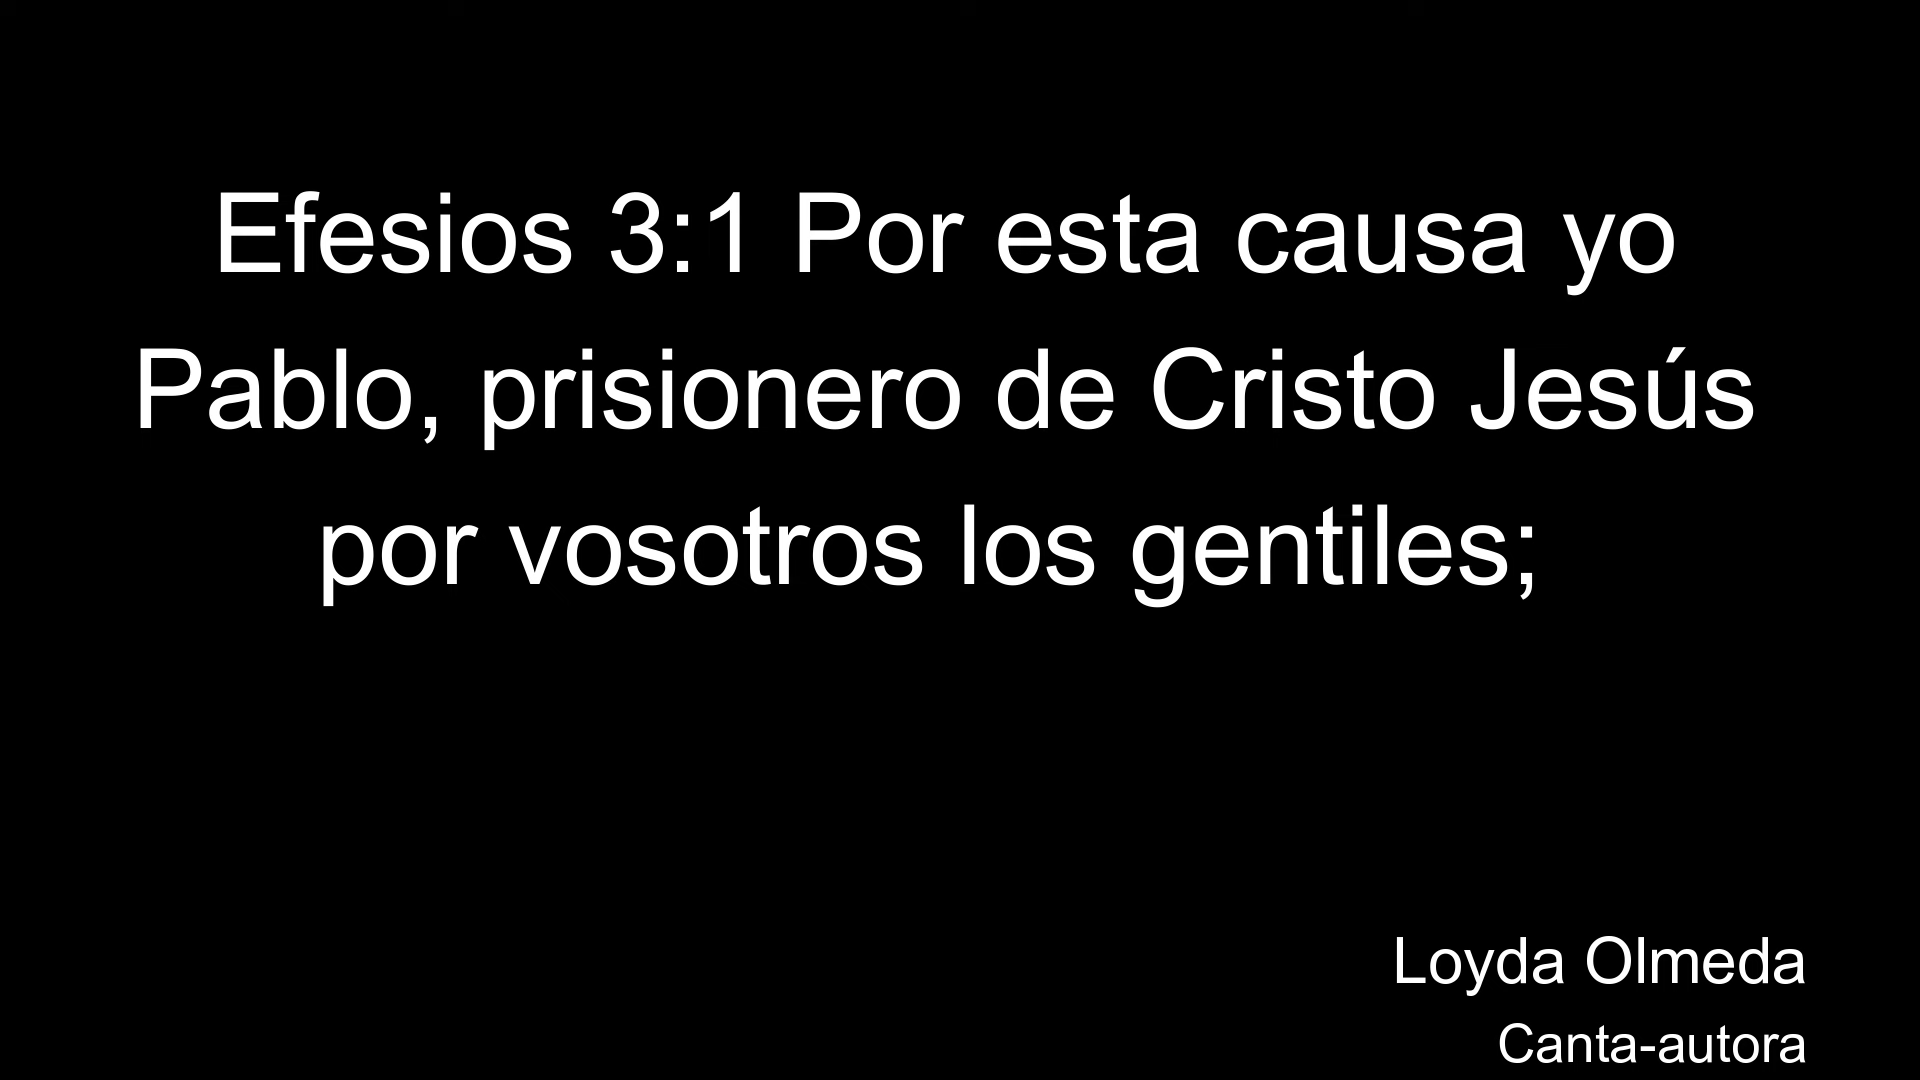 Efesios 3:1 Por esta causa yo
Pablo, prisionero de Cristo Jesús
por vosotros los gentiles;
Loyda Olmeda
Canta-autora